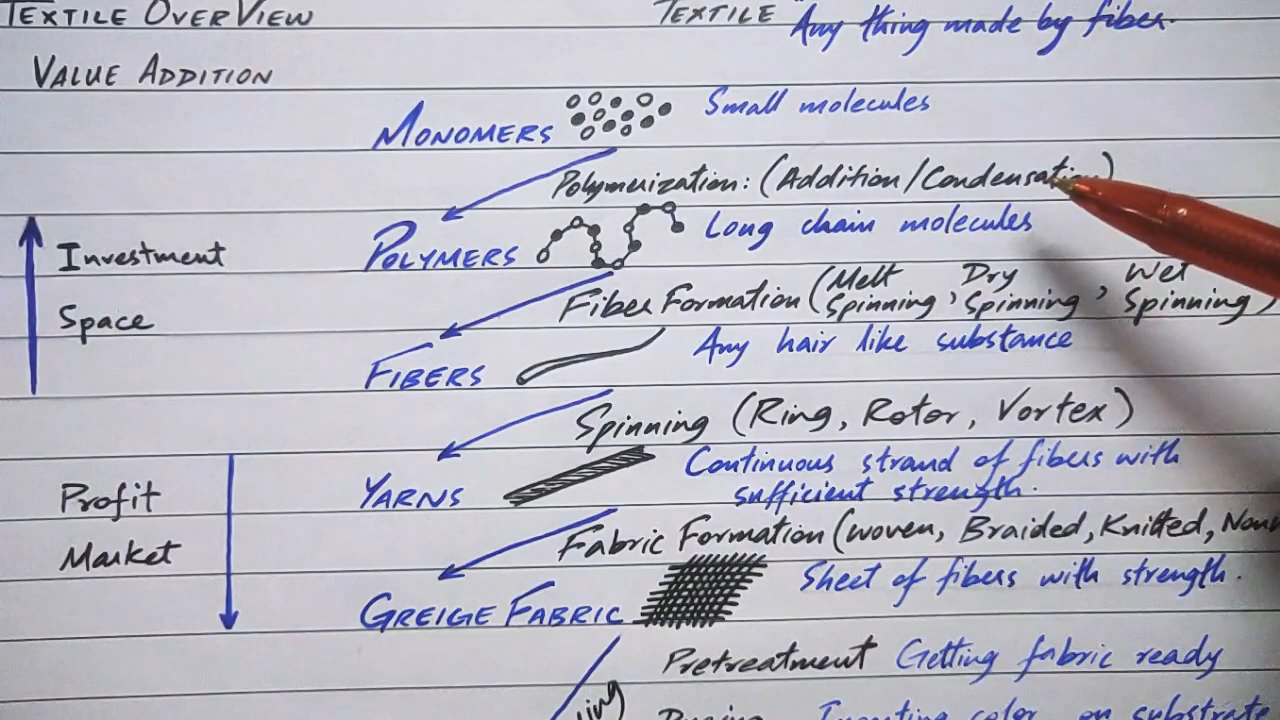 TEXTILE OVERVIEW
TEXTILE "Any thing made by fiber.
VALUE ADDITION
MONOMERS Small molecules
Polymerization: (Addition/Condensation)
POLYMERS Long chain molecules
Investment
Space
Fiber Formation (Melt Spinning, Dry Spinning, Wet Spinning)
FIBERS Any hair like substance
Spinning (Ring, Rotor, Vortex)
YARNS Continuous strand of fibers with
sufficient strength.
Profit
Market
Fabric Formation (woven, Braided, Knitted,
GREIGE FABRIC Sheet of fibers with strength.
Pretreatment Getting fabric ready
color on substrate